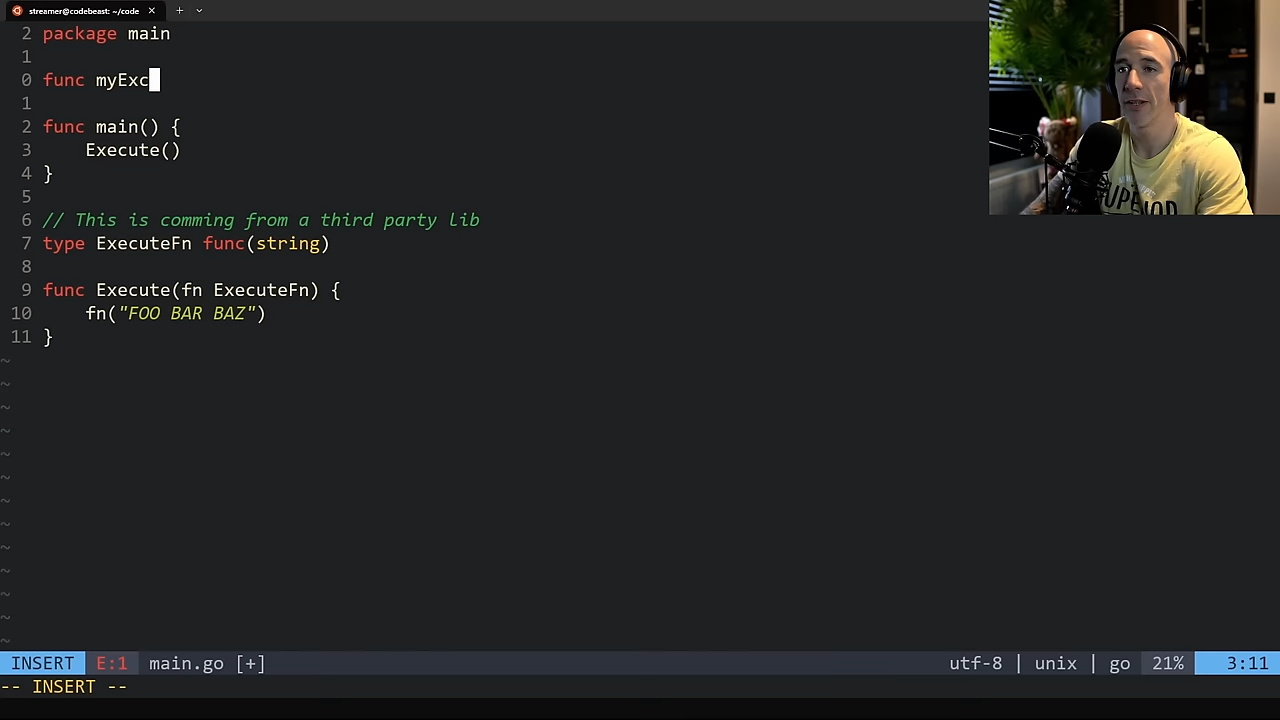 streamer@codebeast: ~/code × + ⌄
2 package main
1
0 func myExc
1
2 func main() {
3     Execute()
4 }
5
6 // This is comming from a third party lib
7 type ExecuteFn func(string)
8
9 func Execute(fn ExecuteFn) {
10     fn("FOO BAR BAZ")
11 }
~
~
~
~
~
~
~
~
~
~
~
~
~
INSERT E:1 main.go [+] utf-8 | unix | go 21% 3:11
-- INSERT --